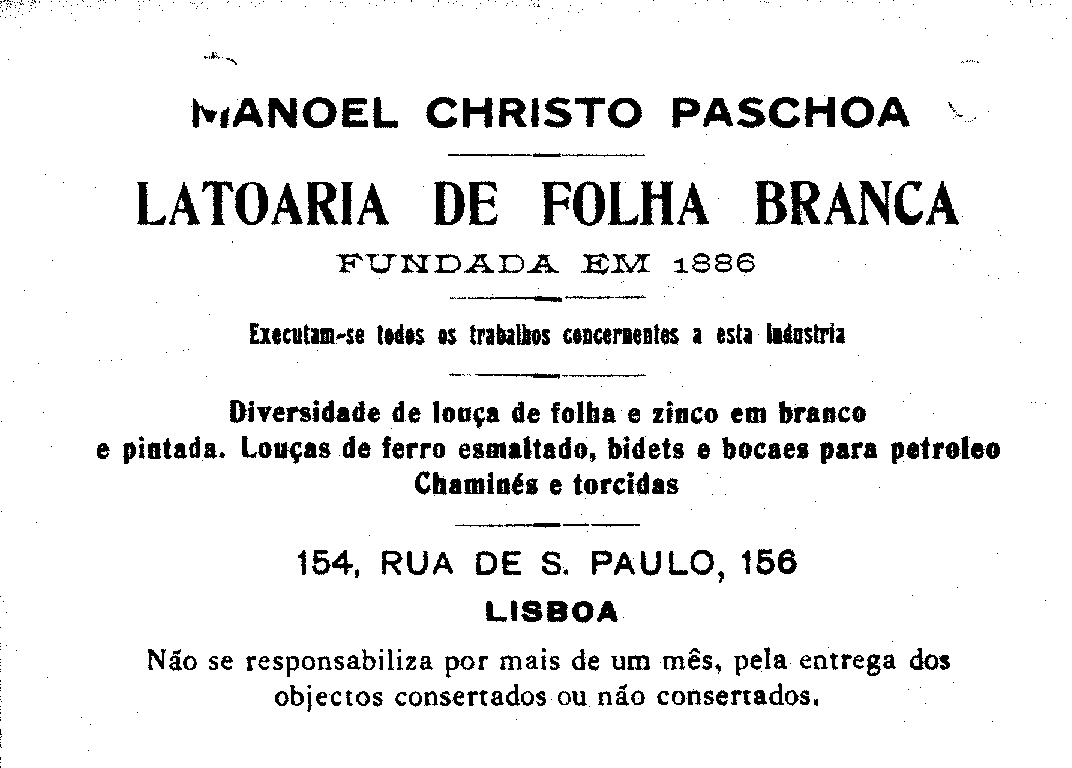 MANOEL CHRISTO PASCHOA
LATOARIA DE FOLHA BRANCA
FUNDADA EM 1886
Executam-se todos os trabalhos concernentes a esta industria
Diversidade de louça de folha e zinco em branco
e pintada. Louças de ferro esmaltado, bidets e bocaes para petroleo
Chaminés e torcidas
154, RUA DE S. PAULO, 156
LISBOA
Não se responsabiliza por mais de um mês, pela entrega dos
objectos consertados ou não consertados.